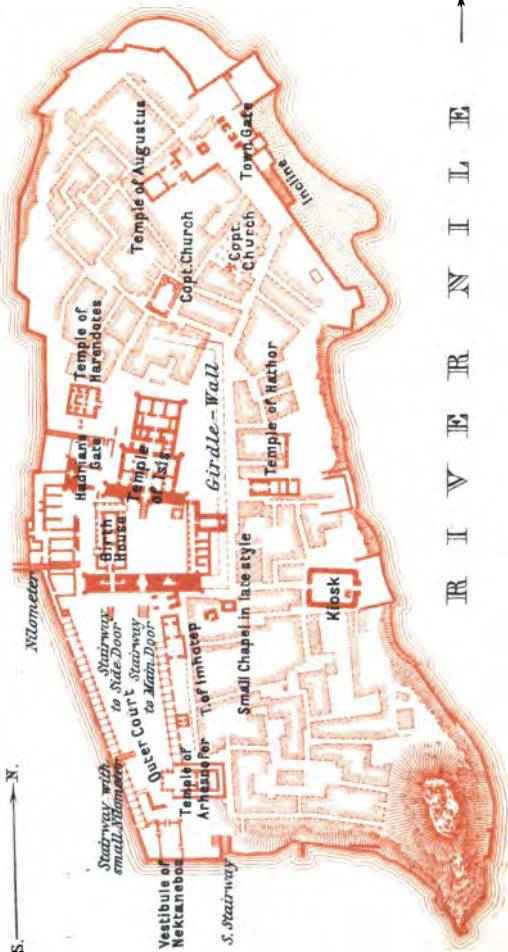 S.
N.
Vestibule of
Nektanebos
S. Stairway
Stairway with
small Nilometer
Temple of
Arhesnofer
Outer Court
Stairway
to Main Door
Stairway
to Side Door
T. of Imhotep
Nilometer
Birth
House
Small Chapel in late style
Kiosk
Temple
of Isis
Hadrian's
Gate
Girdle-Wall
Temple of Hathor
Temple of
Harendotes
Copt. Church
Copt.
Church
Temple of Augustus
Town Gate
Incline
RIVER NILE